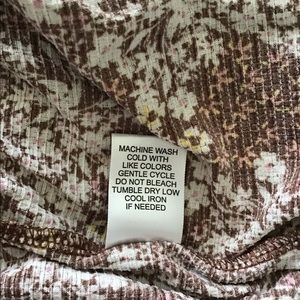 MACHINE WASH
COLD WITH
LIKE COLORS
GENTLE CYCLE
DO NOT BLEACH
TUMBLE DRY LOW
COOL IRON
IF NEEDED